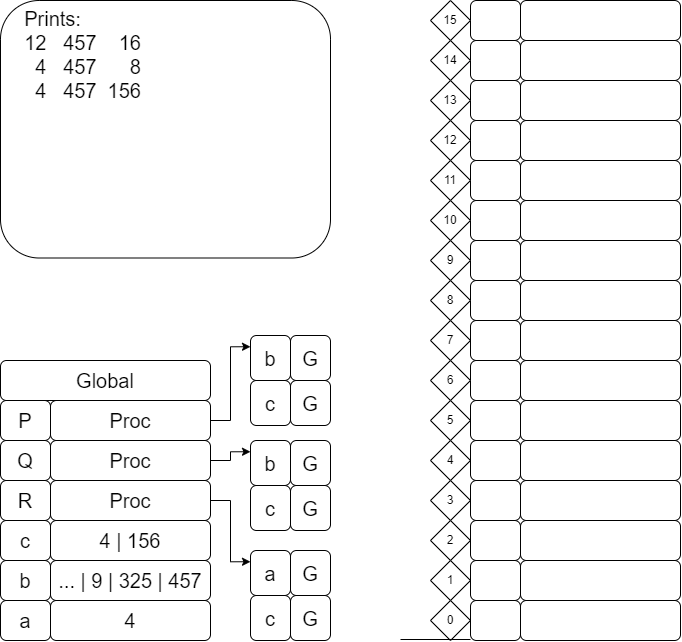 Prints:
12 457 16
4 457 8
4 457 156
Global
P Proc
Q Proc
R Proc
c 4 | 156
b ... | 9 | 325 | 457
a 4
b G
c G
b G
c G
a G
c G
15
14
13
12
11
10
9
8
7
6
5
4
3
2
1
0